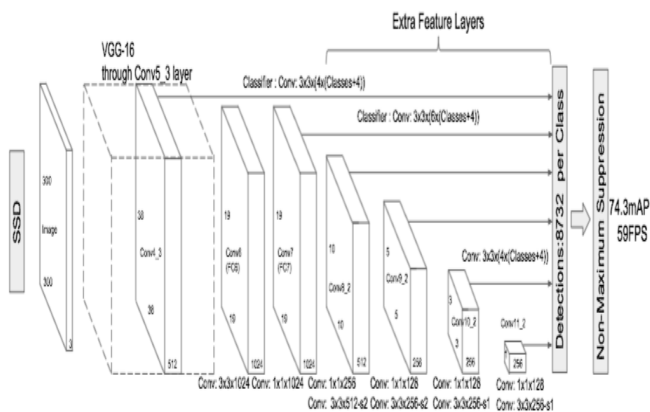 Extra Feature Layers
VGG-16
through Conv5_3 layer
Classifier : Conv: 3x3x(4x(Classes+4))
Classifier : Conv: 3x3x(6x(Classes+4))
SSD
300
Image
300
3
38
Conv4_3
38
512
19
Conv6
(FC6)
19
1024
19
Conv7
(FC7)
19
1024
10
Conv8_2
10
512
5
Conv9_2
5
256
Conv: 3x3x(4x(Classes+4))
3
Conv10_2
3
256
Conv11_2
256
Detections:8732 per Class
Non-Maximum Suppression
74.3mAP
59FPS
Conv: 3x3x1024
Conv: 1x1x1024
Conv: 1x1x256
Conv: 3x3x512-s2
Conv: 1x1x128
Conv: 3x3x256-s2
Conv: 1x1x128
Conv: 3x3x256-s1
Conv: 1x1x128
Conv: 3x3x256-s1